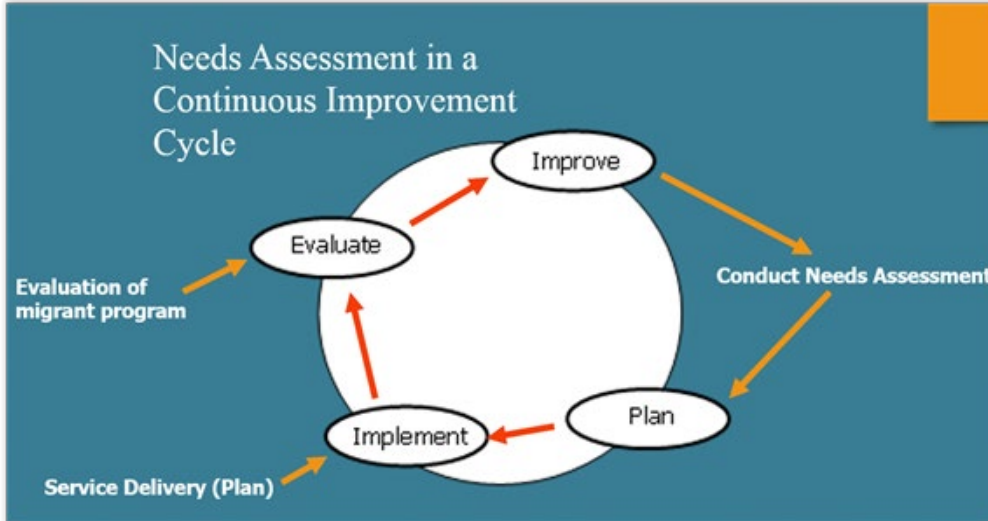 Needs Assessment in a
Continuous Improvement
Cycle
Improve
Evaluate
Conduct Needs Assessment
Evaluation of
migrant program
Plan
Implement
Service Delivery (Plan)